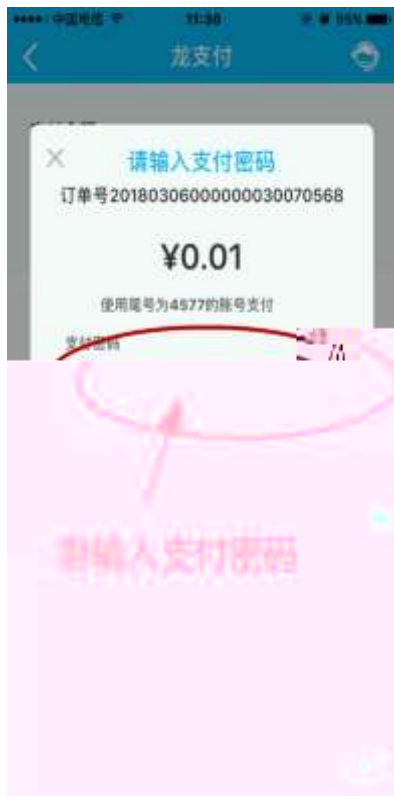 中国电信 11:30 95%
龙支付
请输入支付密码
订单号20180306000000030070568
¥0.01
使用尾号为4577的账号支付
支付密码
请输入支付密码